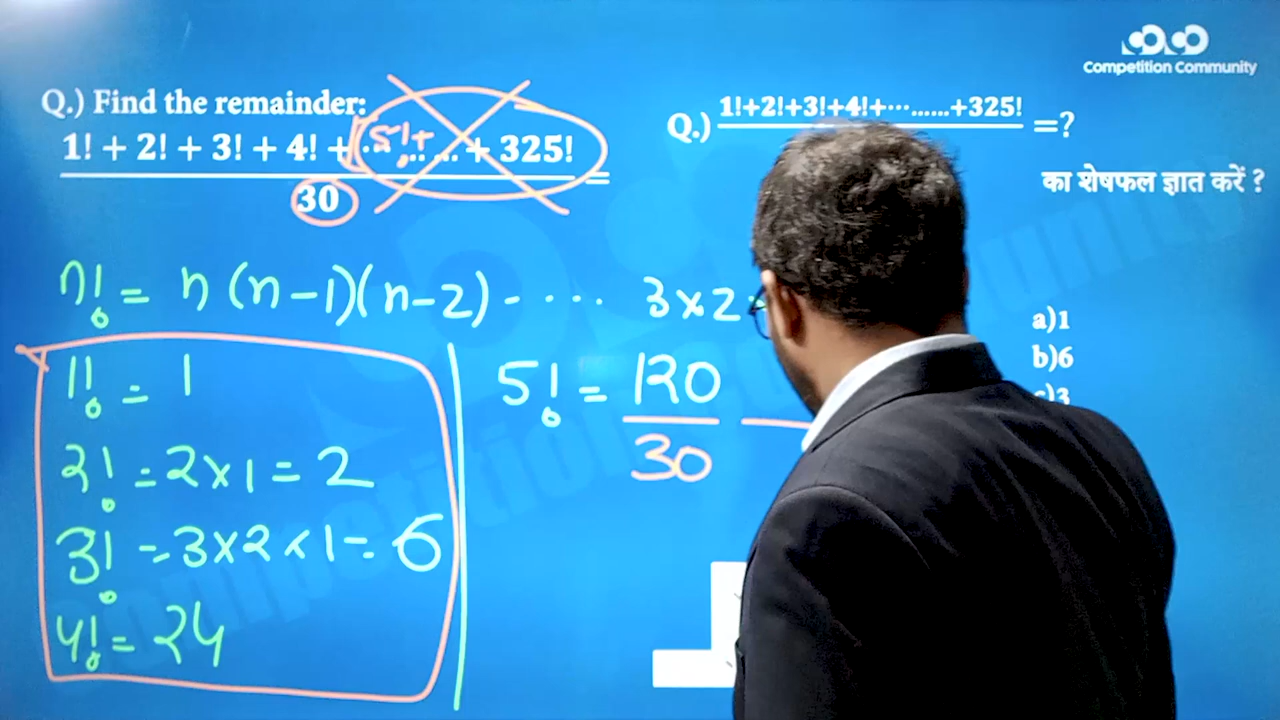 Competition Community
Q.) Find the remainder:
1! + 2! + 3! + 4! + ...5!+... ... + 325!
30 =
Q.) 1!+2!+3!+4!+⋯......+325! =?
का शेषफल ज्ञात करें ?
n! = n (n-1)(n-2) - .... 3×2
1! = 1
2! = 2×1 = 2
3! = 3×2×1 = 6
4! = 24
5! = 120
30
a)1
b)6
c)3